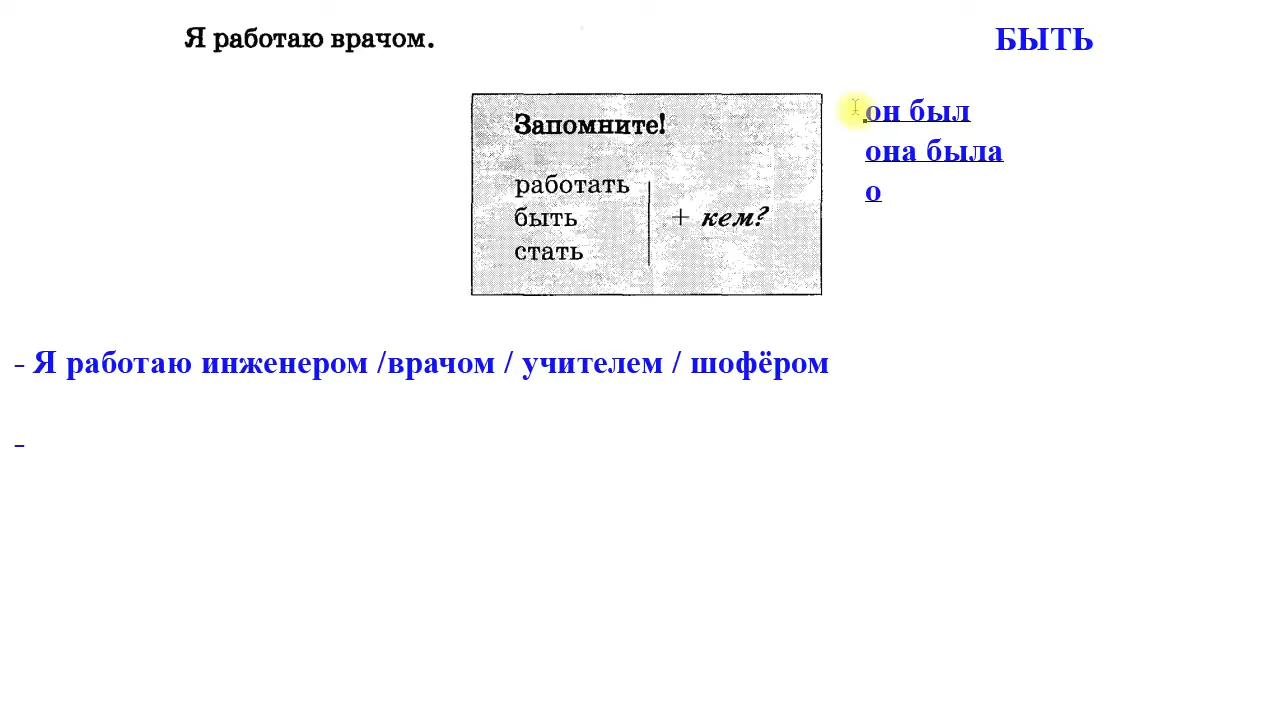 Я работаю врачом.
БЫТЬ
Запомните!
работать
быть
стать
+ кем?
он был
она была
о
- Я работаю инженером /врачом / учителем / шофёром
-